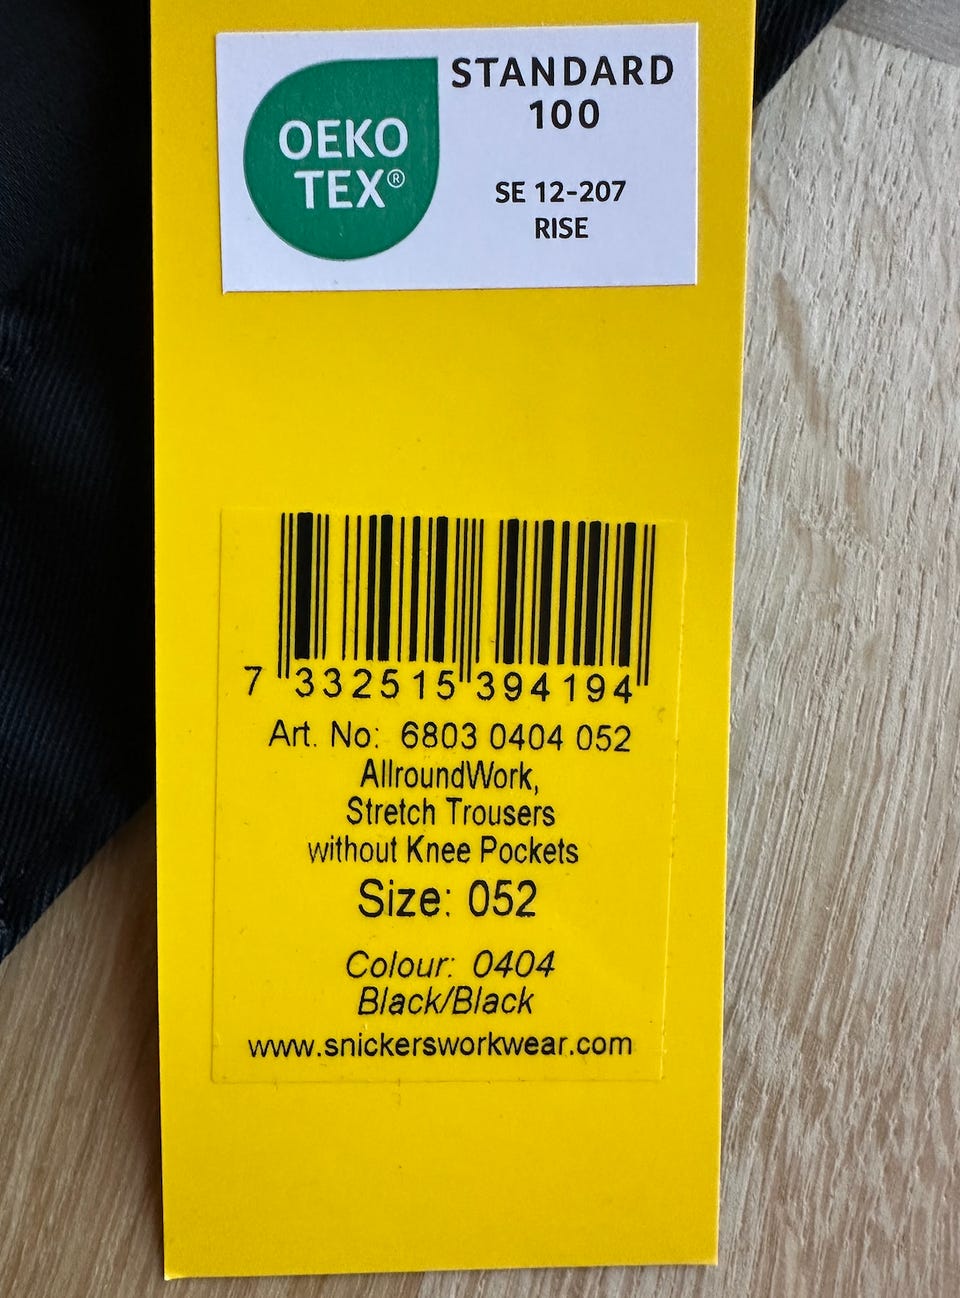 OEKO
TEX®
STANDARD
100
SE 12-207
RISE
7 332515 394194
Art. No: 6803 0404 052
AllroundWork,
Stretch Trousers
without Knee Pockets
Size: 052
Colour: 0404
Black/Black
www.snickersworkwear.com